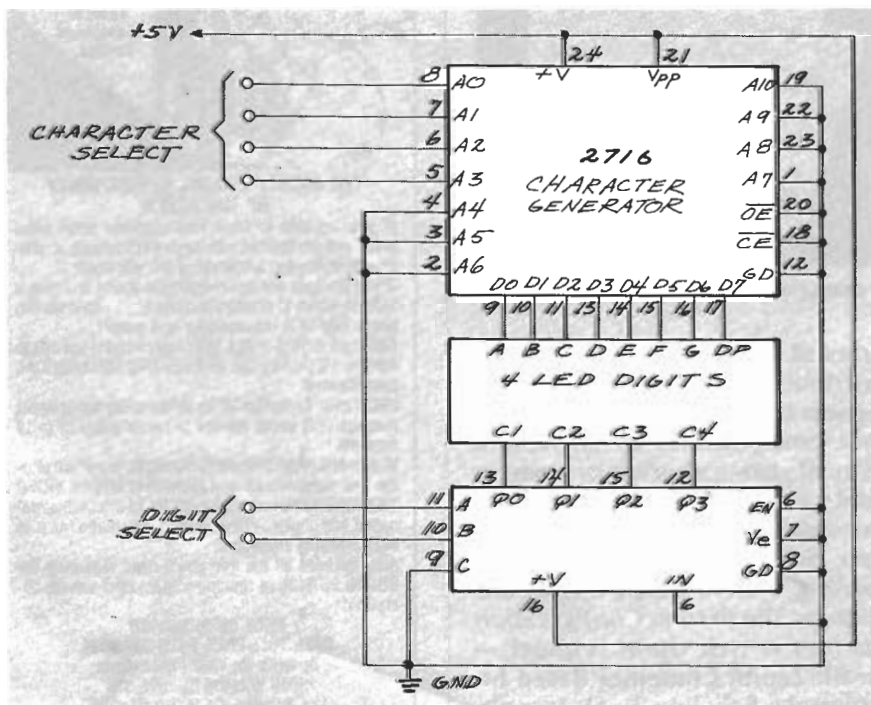 +5V
24 21
8 A0 +V VPP A10 19
7 A1 A9 22
CHARACTER SELECT
6 A2 2716 A8 23
5 A3 CHARACTER A7 1
4 A4 GENERATOR OE 20
3 A5 CE 18
2 A6 GD 12
D0 D1 D2 D3 D4 D5 D6 D7
9 10 11 13 14 15 16 17
A B C D E F G DP
4 LED DIGITS
C1 C2 C3 C4
13 14 15 12
11 A Q0 Q1 Q2 Q3 EN 6
DIGIT SELECT
10 B Ve 7
9 C GD 8
+V IN
16 6
GND